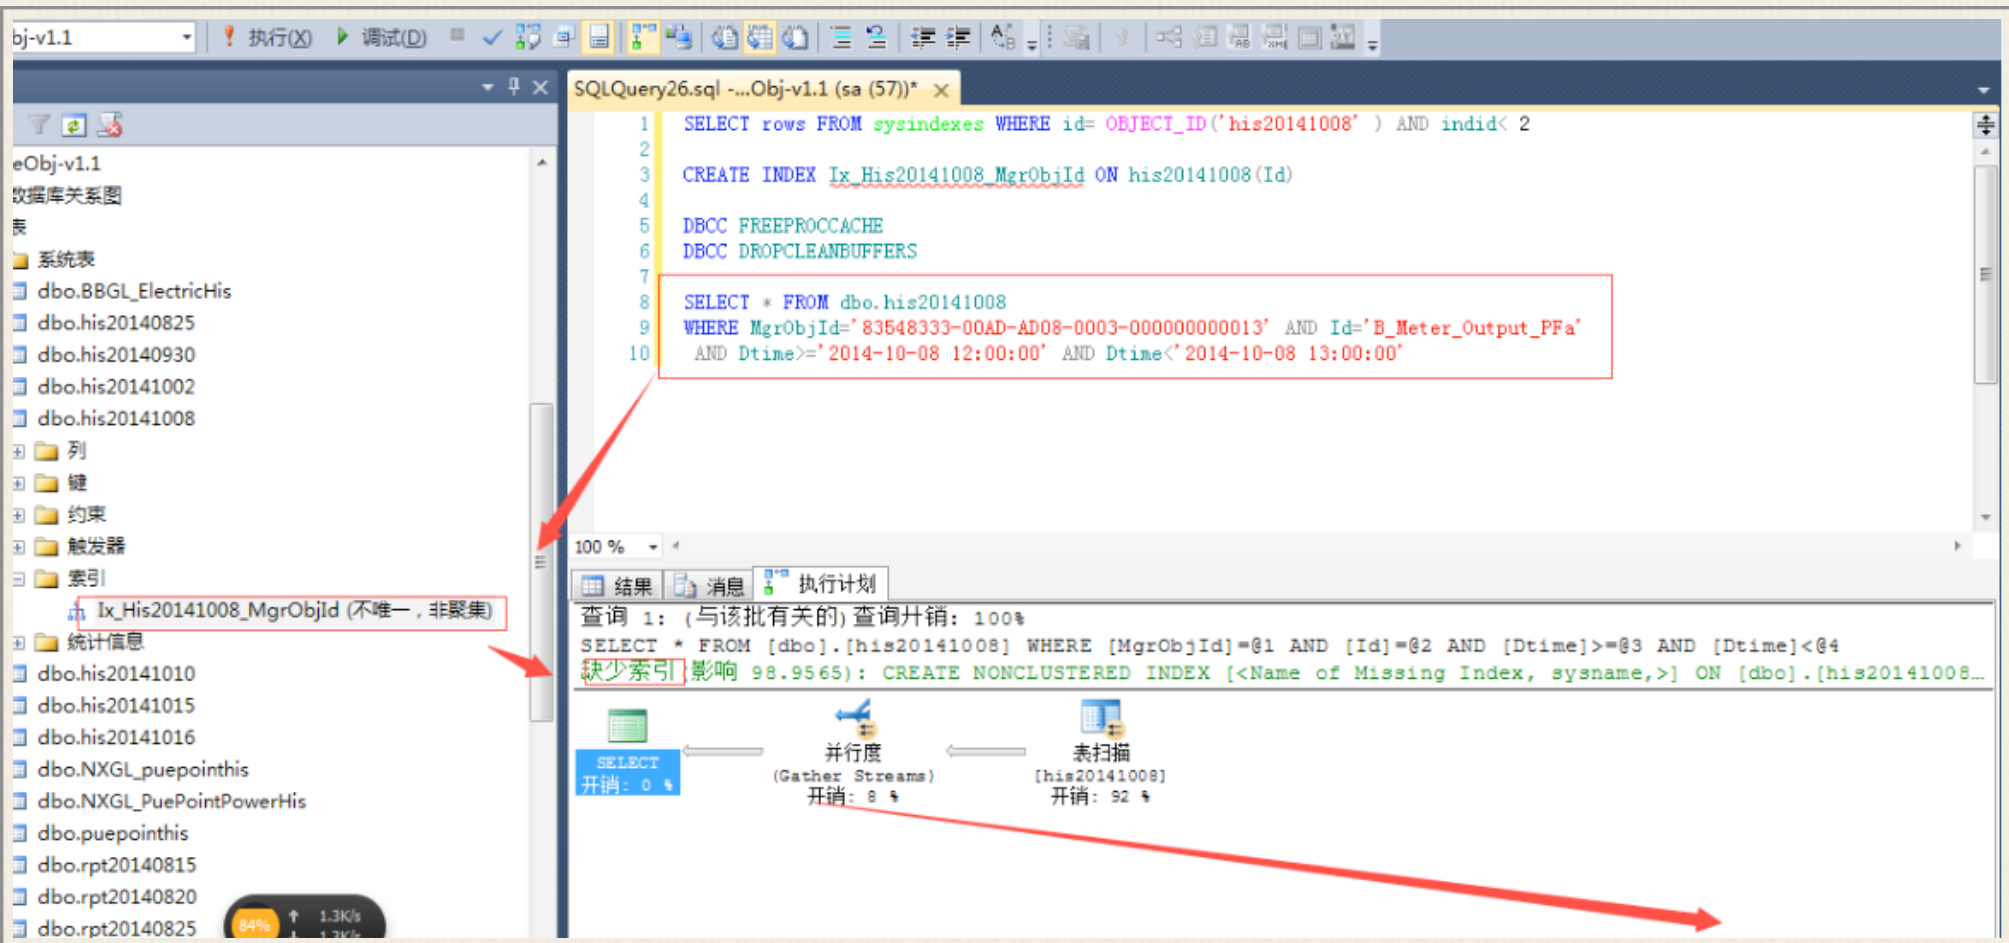 bj-v1.1
执行(X)
调试(D)
eObj-v1.1
数据库关系图
表
系统表
dbo.BBGL_ElectricHis
dbo.his20140825
dbo.his20140930
dbo.his20141002
dbo.his20141008
列
键
约束
触发器
索引
Ix_His20141008_MgrObjId (不唯一，非聚集)
统计信息
dbo.his20141010
dbo.his20141015
dbo.his20141016
dbo.NXGL_puepointhis
dbo.NXGL_PuePointPowerHis
dbo.puepointhis
dbo.rpt20140815
dbo.rpt20140820
dbo.rpt20140825
84%
1.3K/s
SQLQuery26.sql -...Obj-v1.1 (sa (57))*
1 SELECT rows FROM sysindexes WHERE id= OBJECT_ID('his20141008' ) AND indid< 2
2
3 CREATE INDEX Ix_His20141008_MgrObjId ON his20141008(Id)
4
5 DBCC FREEPROCCACHE
6 DBCC DROPCLEANBUFFERS
7
8 SELECT * FROM dbo.his20141008
9 WHERE MgrObjId='83548333-00AD-AD08-0003-000000000013' AND Id='B_Meter_Output_PFa'
10 AND Dtime>='2014-10-08 12:00:00' AND Dtime<'2014-10-08 13:00:00'
100 %
结果 消息 执行计划
查询 1: (与该批有关的)查询开销: 100%
SELECT * FROM [dbo].[his20141008] WHERE [MgrObjId]=@1 AND [Id]=@2 AND [Dtime]>=@3 AND [Dtime]<@4
缺少索引(影响 98.9565): CREATE NONCLUSTERED INDEX [<Name of Missing Index, sysname,>] ON [dbo].[his20141008...
SELECT
开销: 0 %
并行度
(Gather Streams)
开销: 8 %
表扫描
[his20141008]
开销: 92 %